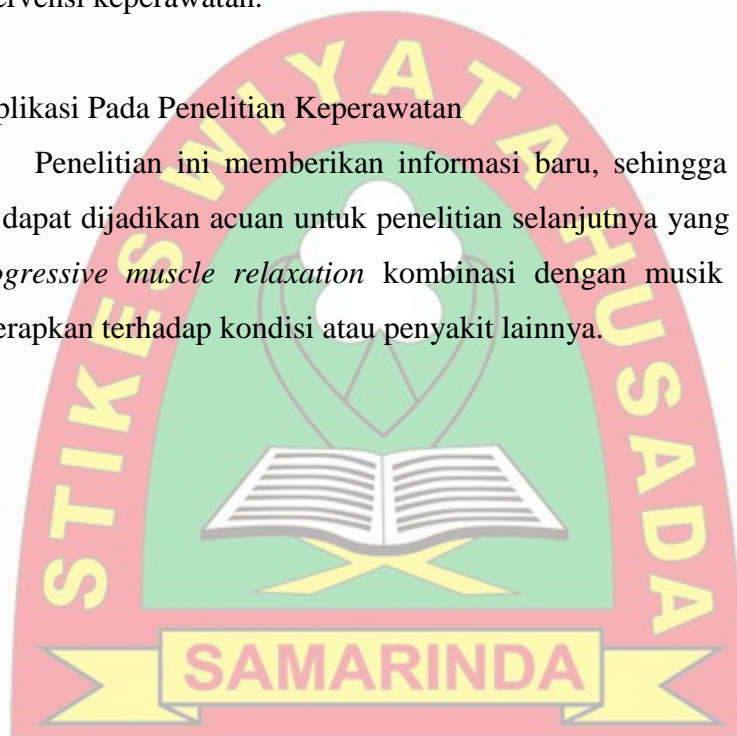 ervensi keperawatan.
plikasi Pada Penelitian Keperawatan
Penelitian ini memberikan informasi baru, sehingga
dapat dijadikan acuan untuk penelitian selanjutnya yang
ogressive muscle relaxation kombinasi dengan musik
erapkan terhadap kondisi atau penyakit lainnya.
STIKES WIYATA HUSADA
SAMARINDA